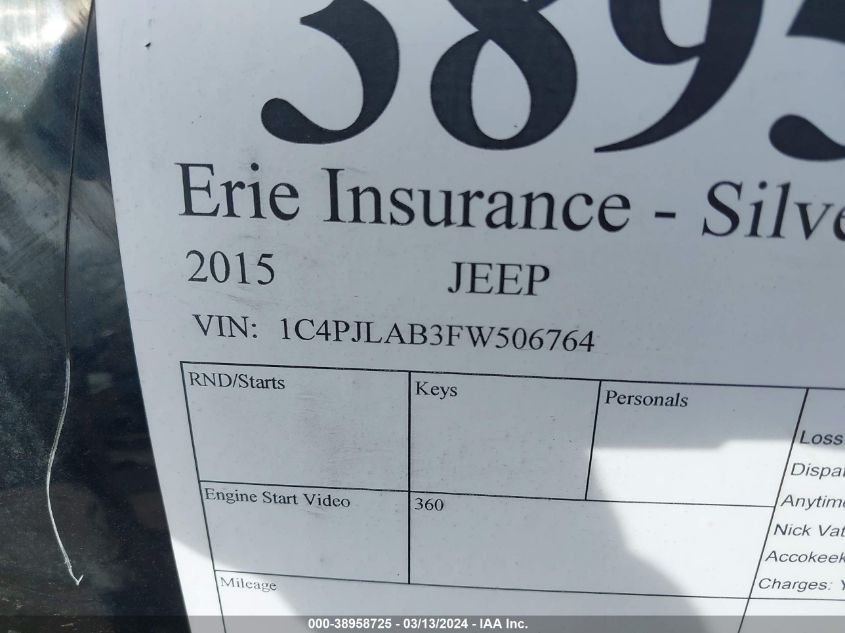 3895
Erie Insurance - Silve
2015 JEEP
VIN: 1C4PJLAB3FW506764
RND/Starts Keys Personals
Loss
Dispa
Engine Start Video 360
Anytim
Nick Vat
Accokeek
Mileage
Charges: Y
000-38958725 - 03/13/2024 - IAA Inc.